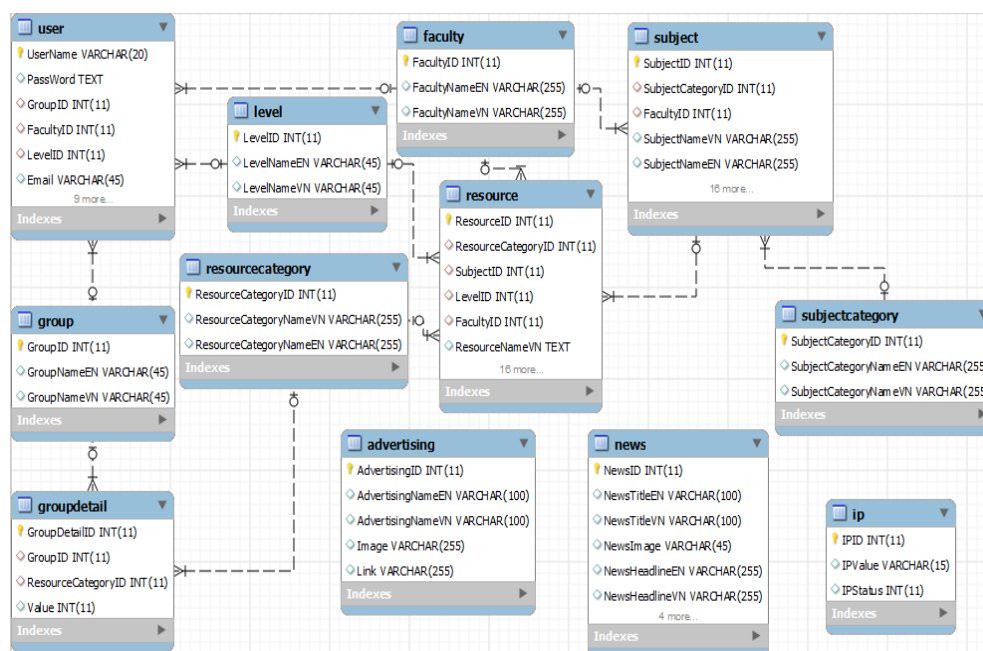 user
UserName VARCHAR(20)
PassWord TEXT
GroupID INT(11)
FacultyID INT(11)
LevelID INT(11)
Email VARCHAR(45)
9 more...
Indexes
level
LevelID INT(11)
LevelNameEN VARCHAR(45)
LevelNameVN VARCHAR(45)
Indexes
faculty
FacultyID INT(11)
FacultyNameEN VARCHAR(255)
FacultyNameVN VARCHAR(255)
Indexes
subject
SubjectID INT(11)
SubjectCategoryID INT(11)
FacultyID INT(11)
SubjectNameVN VARCHAR(255)
SubjectNameEN VARCHAR(255)
16 more...
Indexes
resource
ResourceID INT(11)
ResourceCategoryID INT(11)
SubjectID INT(11)
LevelID INT(11)
FacultyID INT(11)
ResourceNameVN TEXT
16 more...
Indexes
resourcecategory
ResourceCategoryID INT(11)
ResourceCategoryNameVN VARCHAR(255)
ResourceCategoryNameEN VARCHAR(255)
Indexes
group
GroupID INT(11)
GroupNameEN VARCHAR(45)
GroupNameVN VARCHAR(45)
Indexes
subjectcategory
SubjectCategoryID INT(11)
SubjectCategoryNameEN VARCHAR(255
SubjectCategoryNameVN VARCHAR(255
Indexes
groupdetail
GroupDetailID INT(11)
GroupID INT(11)
ResourceCategoryID INT(11)
Value INT(11)
Indexes
advertising
AdvertisingID INT(11)
AdvertisingNameEN VARCHAR(100)
AdvertisingNameVN VARCHAR(100)
Image VARCHAR(255)
Link VARCHAR(255)
Indexes
news
NewsID INT(11)
NewsTitleEN VARCHAR(100)
NewsTitleVN VARCHAR(100)
NewsImage VARCHAR(45)
NewsHeadlineEN VARCHAR(255)
NewsHeadlineVN VARCHAR(255)
4 more...
Indexes
ip
IPID INT(11)
IPValue VARCHAR(15)
IPStatus INT(11)
Indexes